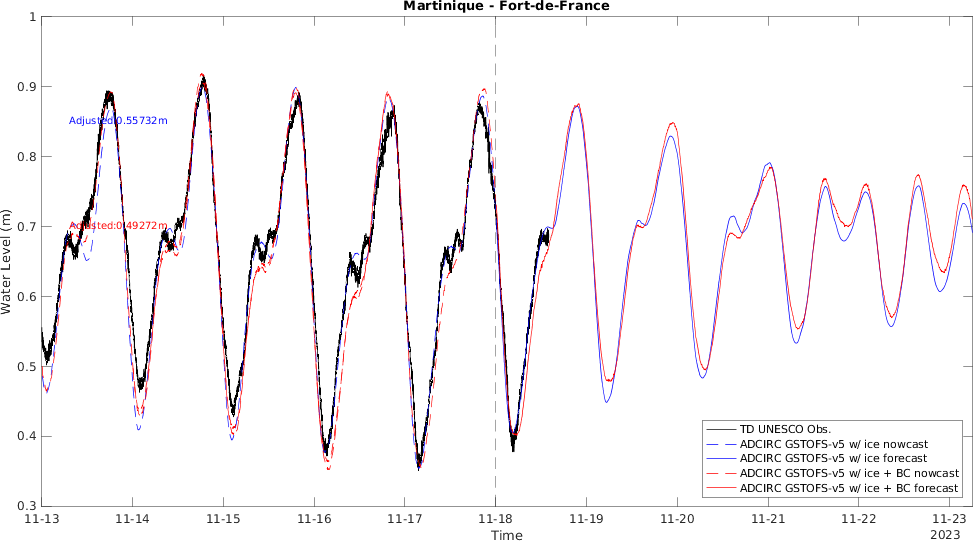 Martinique - Fort-de-France
1
0.9
0.8
0.7
0.6
0.5
0.4
0.3
Water Level (m)
Adjusted:0.55732m
Adjusted:0.49272m
TD UNESCO Obs.
ADCIRC GSTOFS-v5 w/ ice nowcast
ADCIRC GSTOFS-v5 w/ ice forecast
ADCIRC GSTOFS-v5 w/ ice + BC nowcast
ADCIRC GSTOFS-v5 w/ ice + BC forecast
11-13 11-14 11-15 11-16 11-17 11-18 11-19 11-20 11-21 11-22 11-23
Time
2023